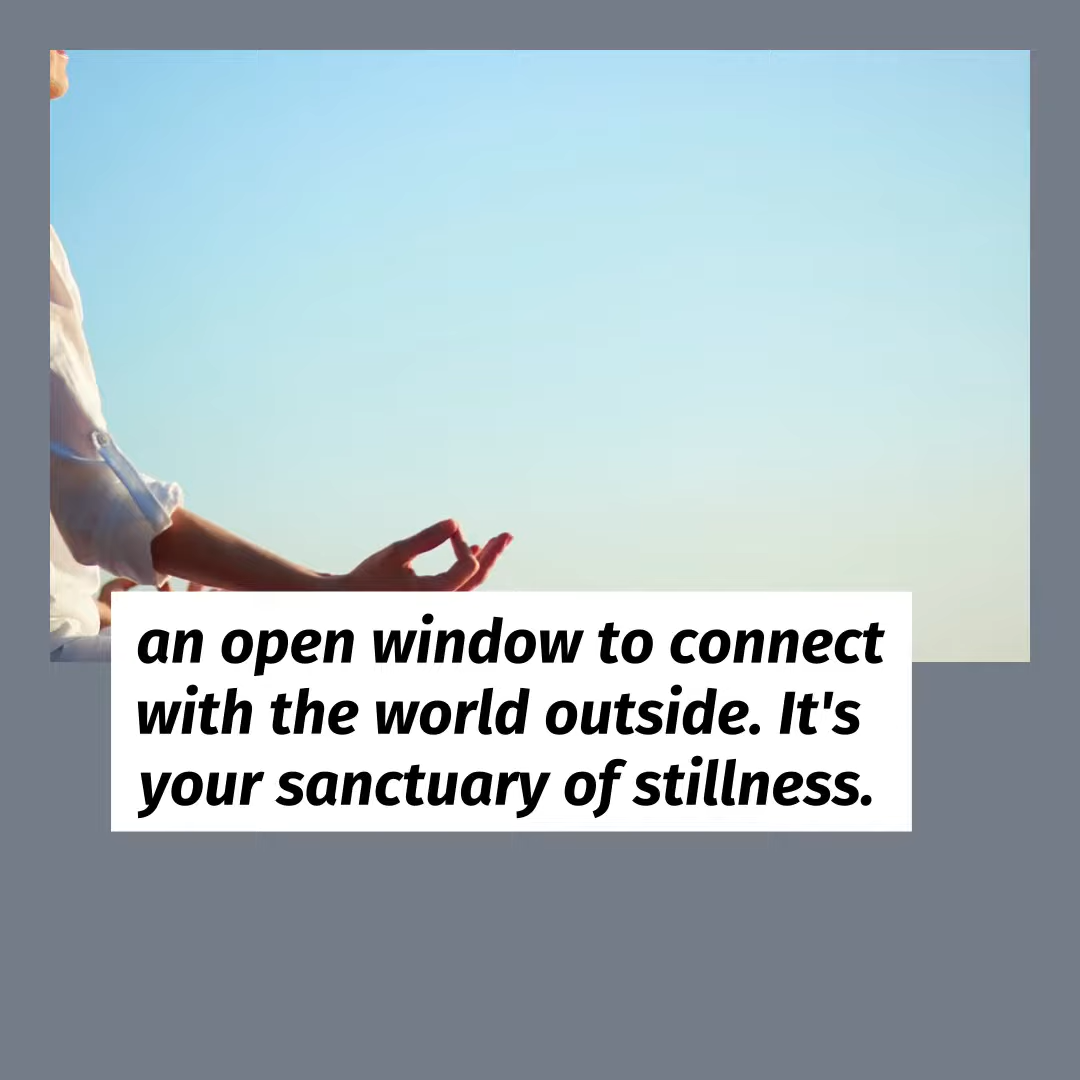 an open window to connect
with the world outside. It's
your sanctuary of stillness.